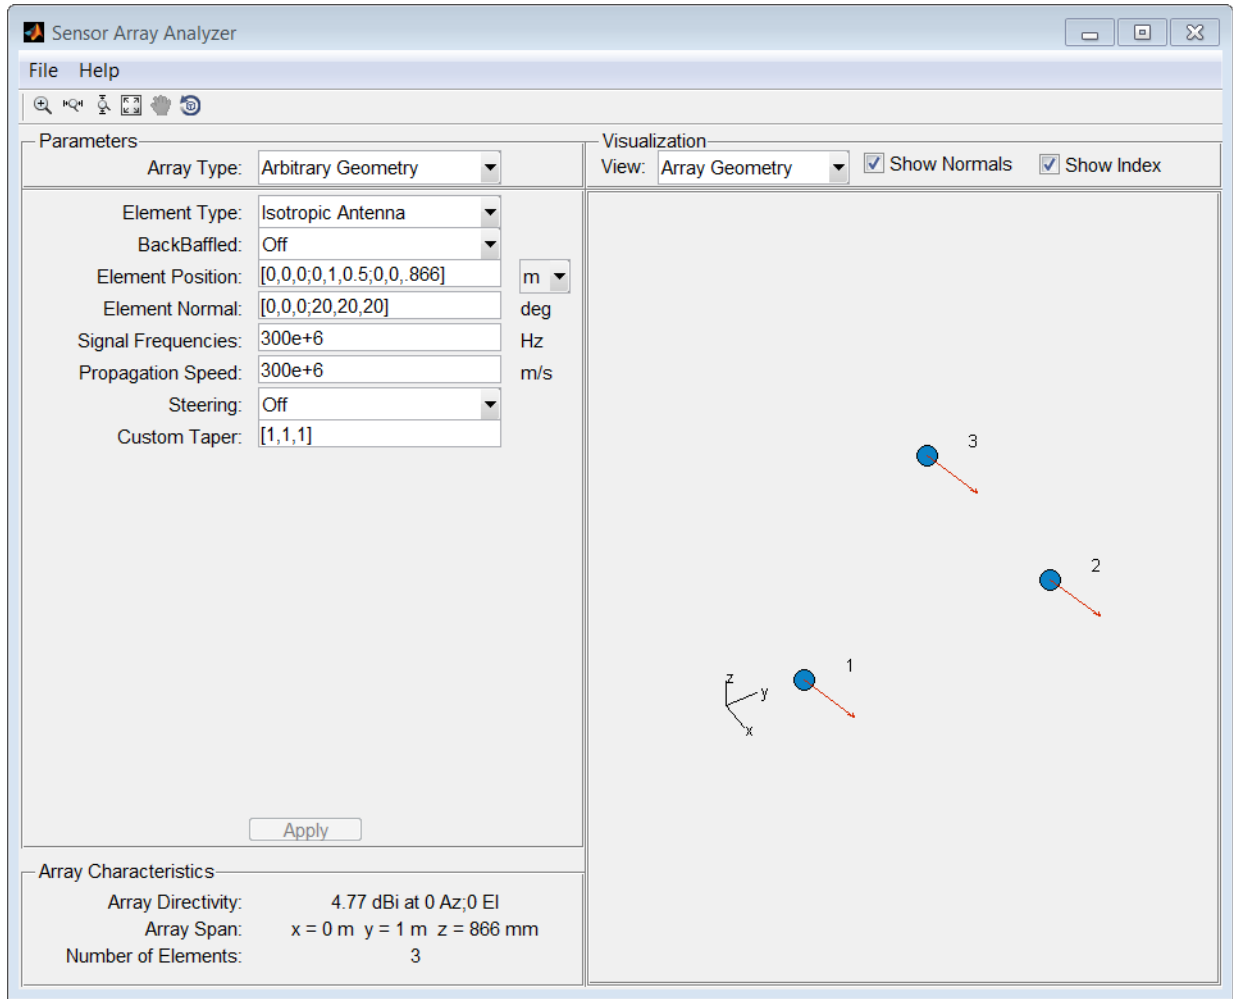 Sensor Array Analyzer
File Help
Parameters
Array Type: Arbitrary Geometry
Visualization
View: Array Geometry Show Normals Show Index
Element Type: Isotropic Antenna
BackBaffled: Off
Element Position: [0,0,0;0,1,0.5;0,0,.866] m
Element Normal: [0,0,0;20,20,20] deg
Signal Frequencies: 300e+6 Hz
Propagation Speed: 300e+6 m/s
Steering: Off
Custom Taper: [1,1,1]
Apply
3
2
1
z
y
x
Array Characteristics
Array Directivity: 4.77 dBi at 0 Az;0 El
Array Span: x = 0 m y = 1 m z = 866 mm
Number of Elements: 3